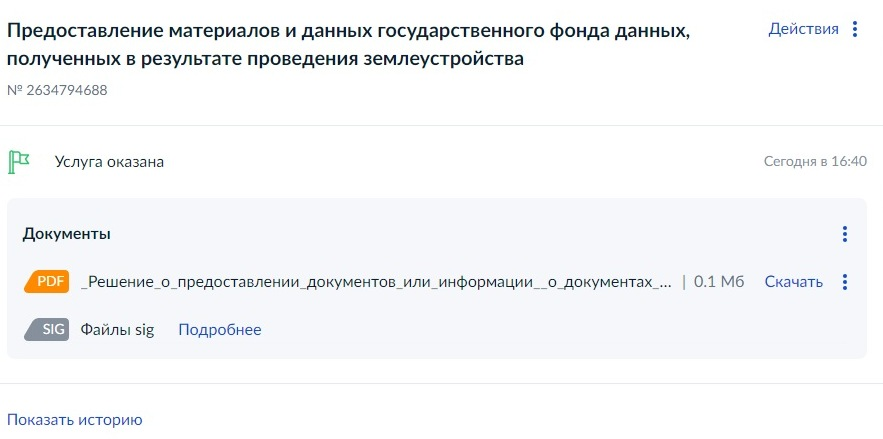 Предоставление материалов и данных государственного фонда данных, Действия
полученных в результате проведения землеустройства
№ 2634794688
Услуга оказана Сегодня в 16:40
Документы
PDF _Решение_о_предоставлении_документов_или_информации__о_документах_... | 0.1 Мб Скачать
SIG Файлы sig Подробнее
Показать историю